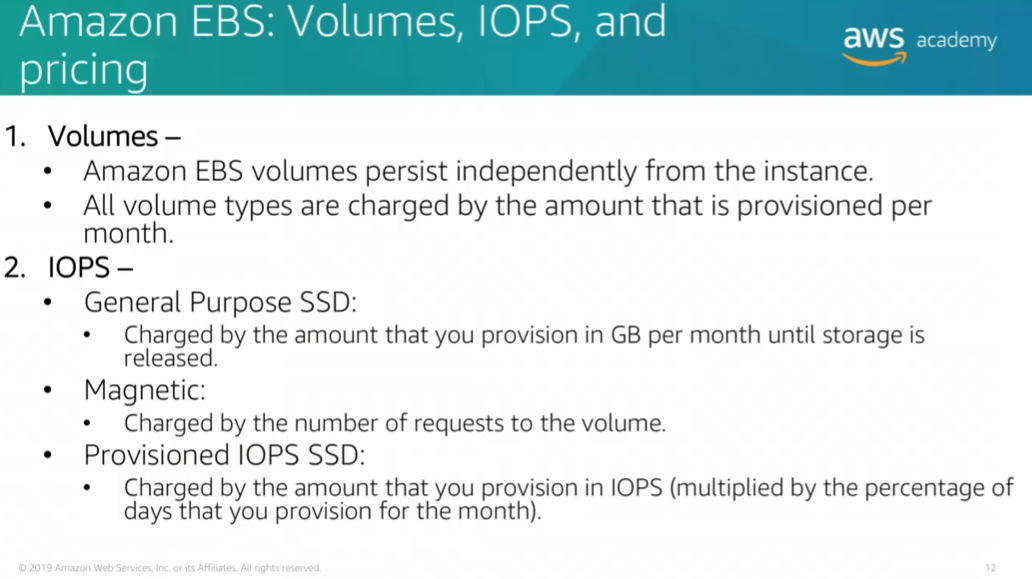 Amazon EBS: Volumes, IOPS, and
pricing
aws academy
1. Volumes –
• Amazon EBS volumes persist independently from the instance.
• All volume types are charged by the amount that is provisioned per
month.
2. IOPS –
• General Purpose SSD:
• Charged by the amount that you provision in GB per month until storage is
released.
• Magnetic:
• Charged by the number of requests to the volume.
• Provisioned IOPS SSD:
• Charged by the amount that you provision in IOPS (multiplied by the percentage of
days that you provision for the month).
© 2019 Amazon Web Services, Inc. or its Affiliates. All rights reserved.
12